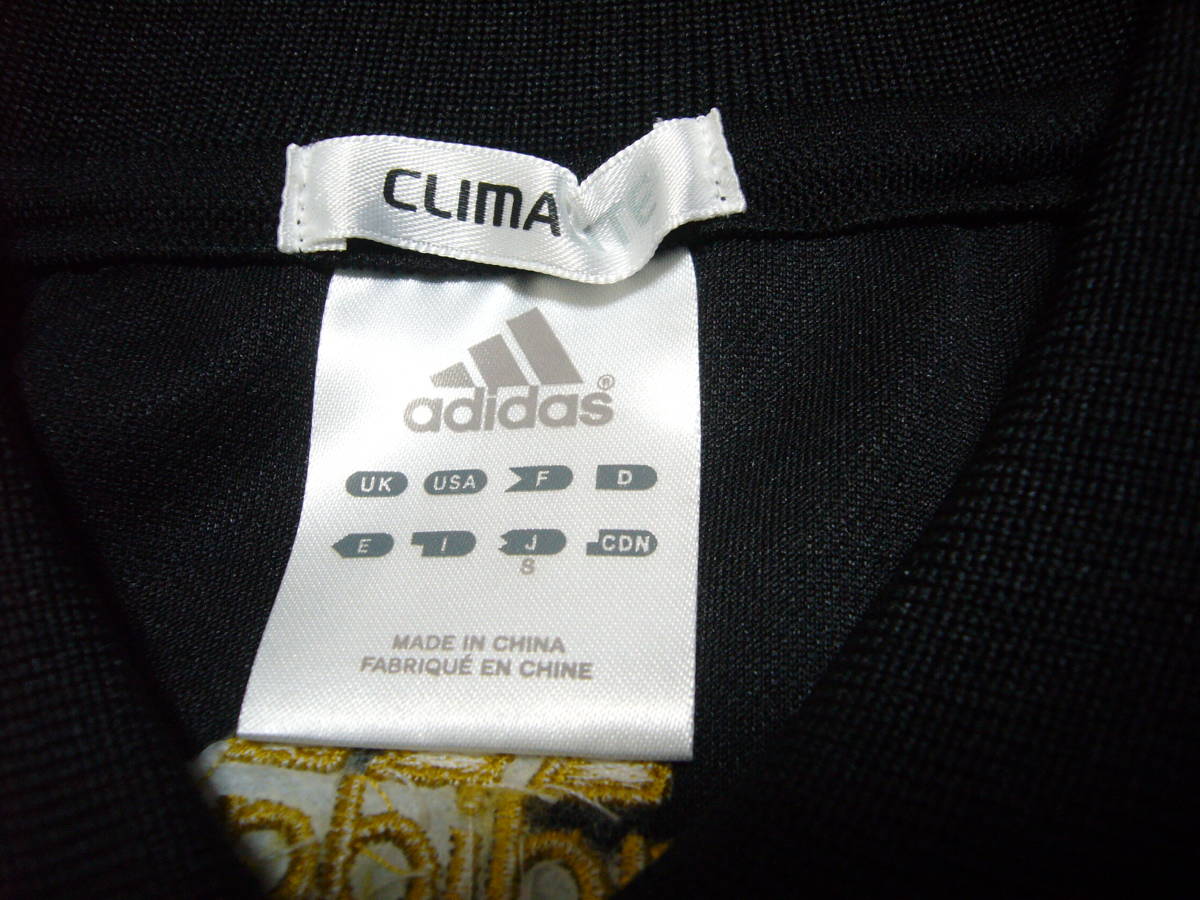 CLIMA
adidas®
UK USA F D
E I J CDN
S
MADE IN CHINA
FABRIQUÉ EN CHINE